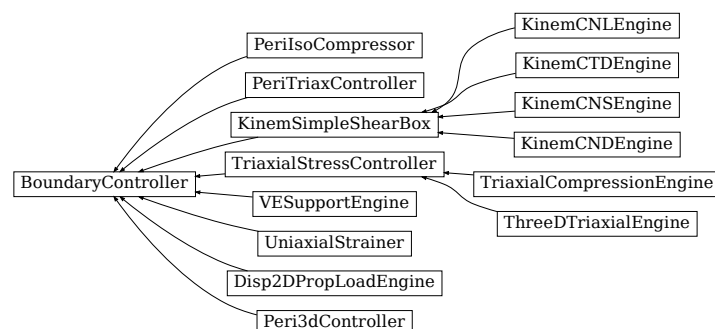 KinemCNLEngine
PeriIsoCompressor
KinemCTDEngine
PeriTriaxController
KinemCNSEngine
KinemSimpleShearBox
KinemCNDEngine
TriaxialStressController
BoundaryController
TriaxialCompressionEngine
VESupportEngine
ThreeDTriaxialEngine
UniaxialStrainer
Disp2DPropLoadEngine
Peri3dController